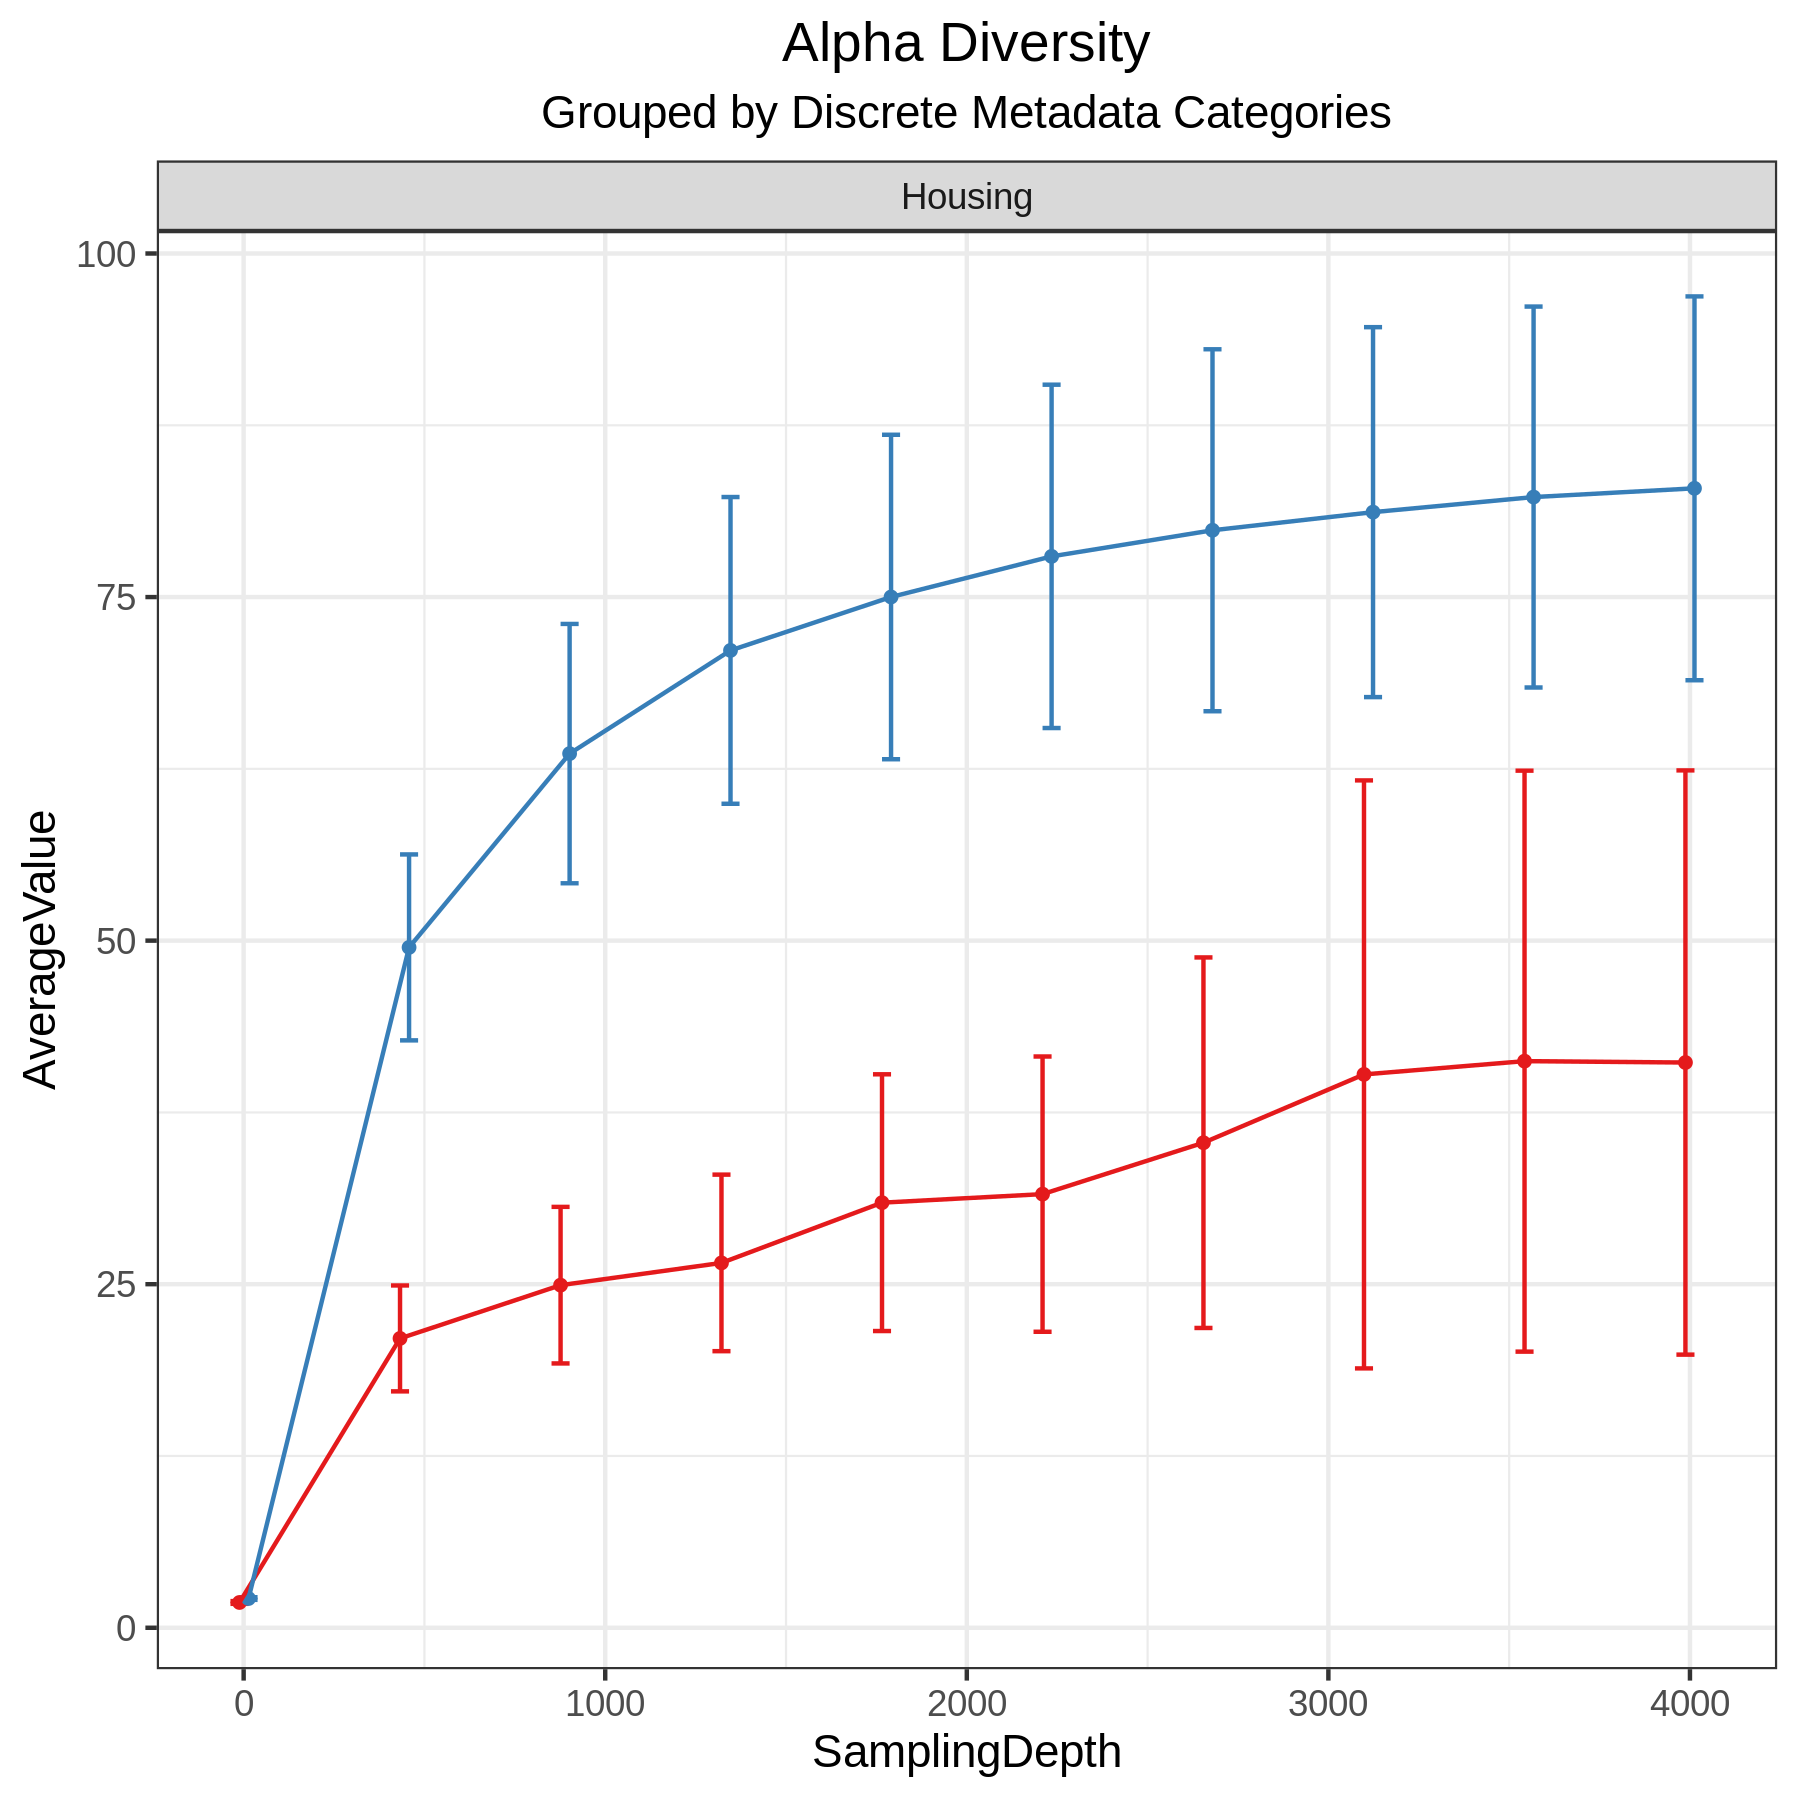 Alpha Diversity
Grouped by Discrete Metadata Categories
Housing
100
75
50
25
0
AverageValue
0 1000 2000 3000 4000
SamplingDepth